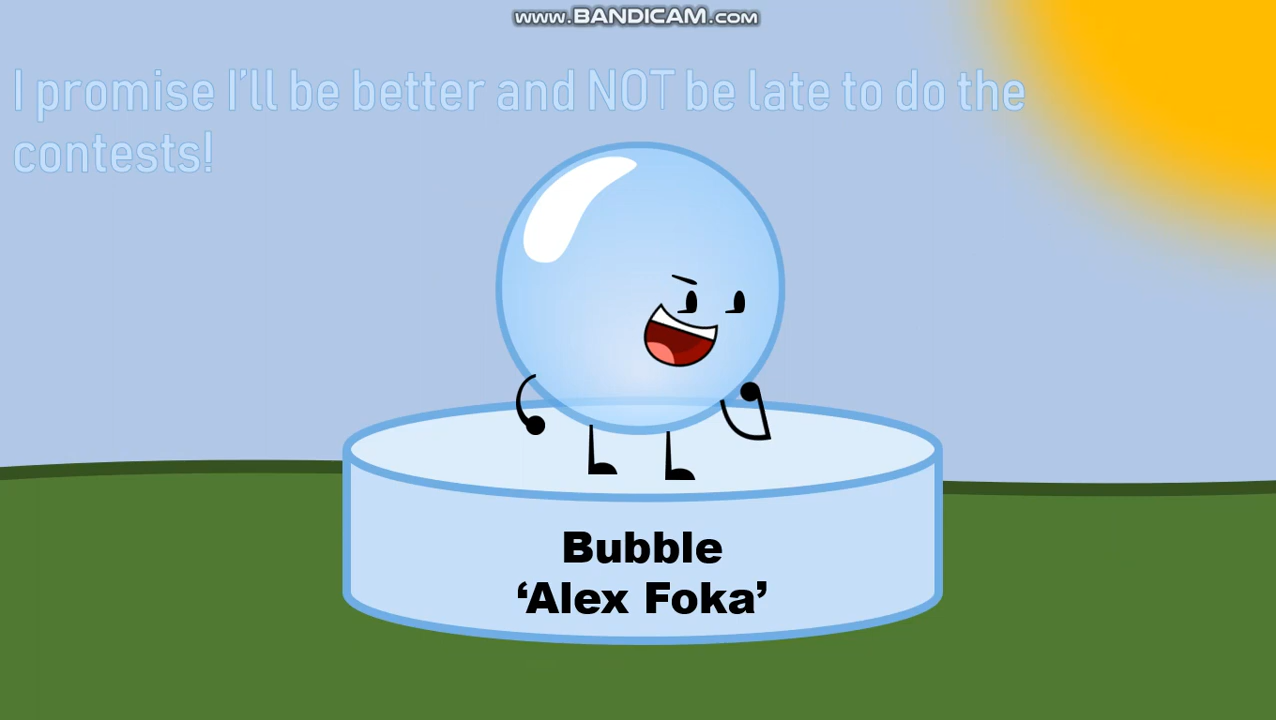 www.BANDICAM.com
I promise I’ll be better and NOT be late to do the
contests!
Bubble
‘Alex Foka’